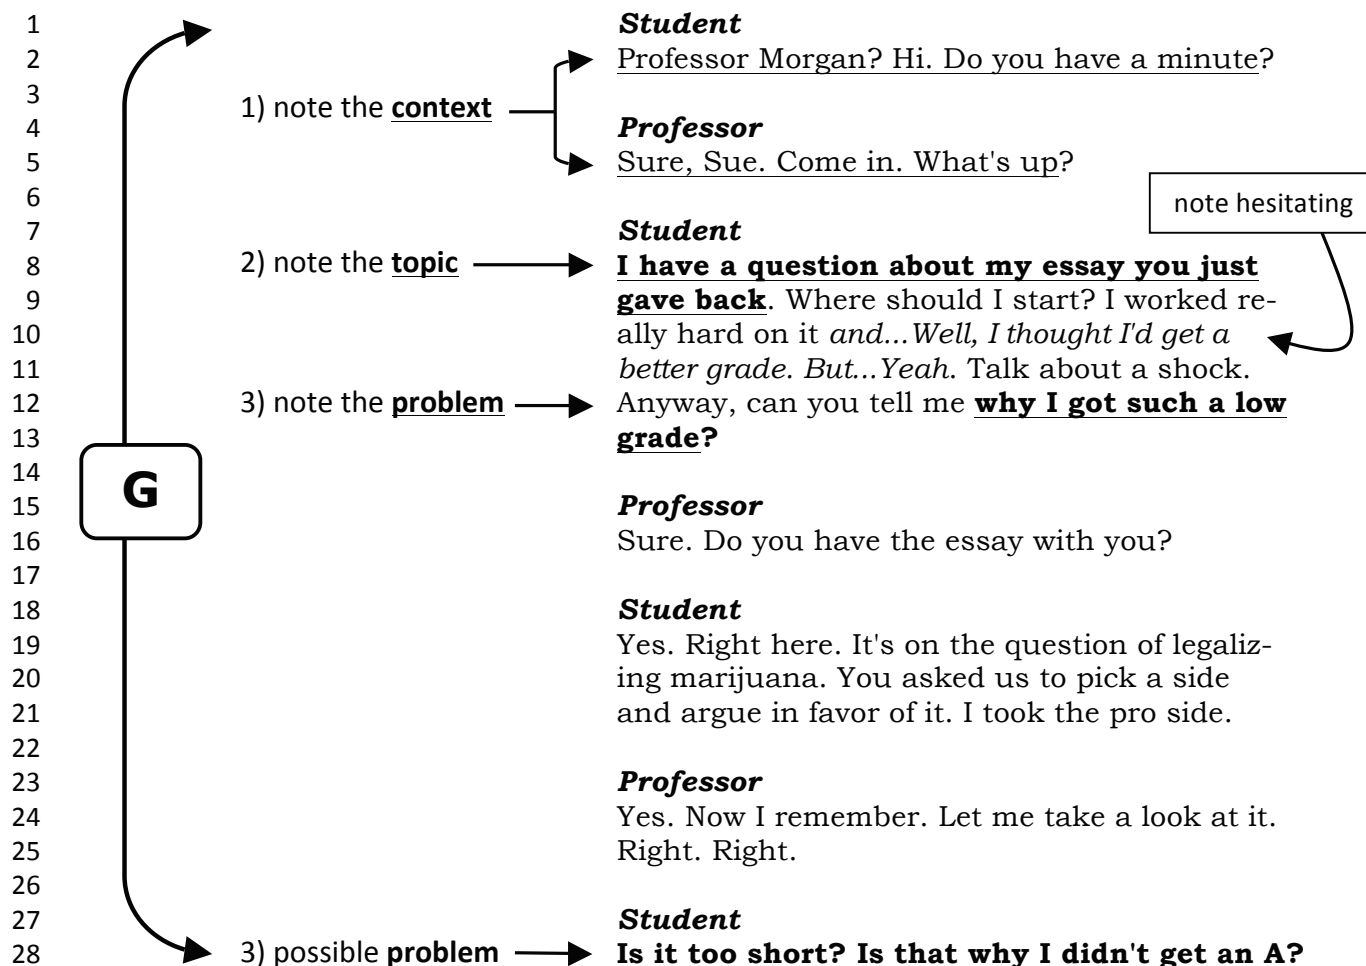 1 Student
2 Professor Morgan? Hi. Do you have a minute?
3 1) note the context
4 Professor
5 Sure, Sue. Come in. What's up?
6 note hesitating
7 Student
8 2) note the topic I have a question about my essay you just
9 gave back. Where should I start? I worked re-
10 ally hard on it and...Well, I thought I'd get a
11 better grade. But...Yeah. Talk about a shock.
12 3) note the problem Anyway, can you tell me why I got such a low
13 grade?
14 G
15 Professor
16 Sure. Do you have the essay with you?
17
18 Student
19 Yes. Right here. It's on the question of legaliz-
20 ing marijuana. You asked us to pick a side
21 and argue in favor of it. I took the pro side.
22
23 Professor
24 Yes. Now I remember. Let me take a look at it.
25 Right. Right.
26
27 Student
28 3) possible problem Is it too short? Is that why I didn't get an A?